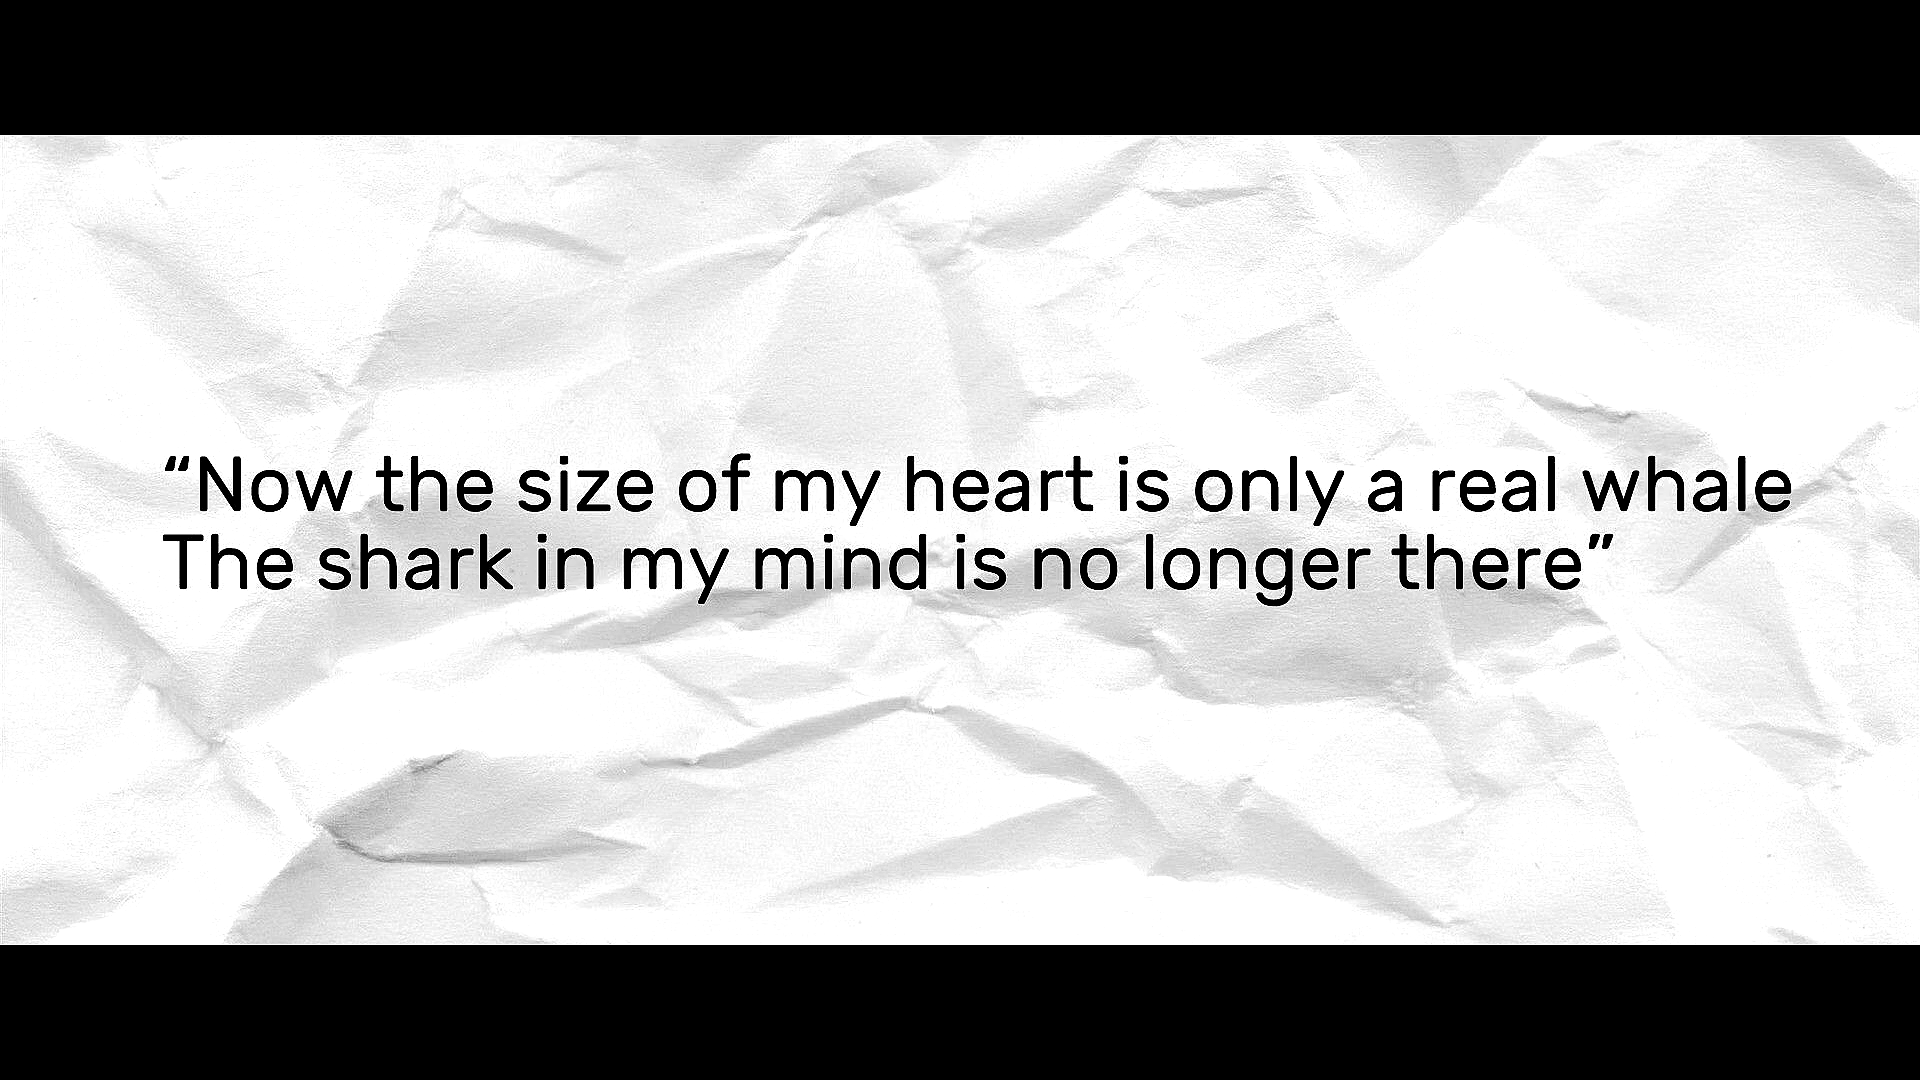 “Now the size of my heart is only a real whale
The shark in my mind is no longer there”